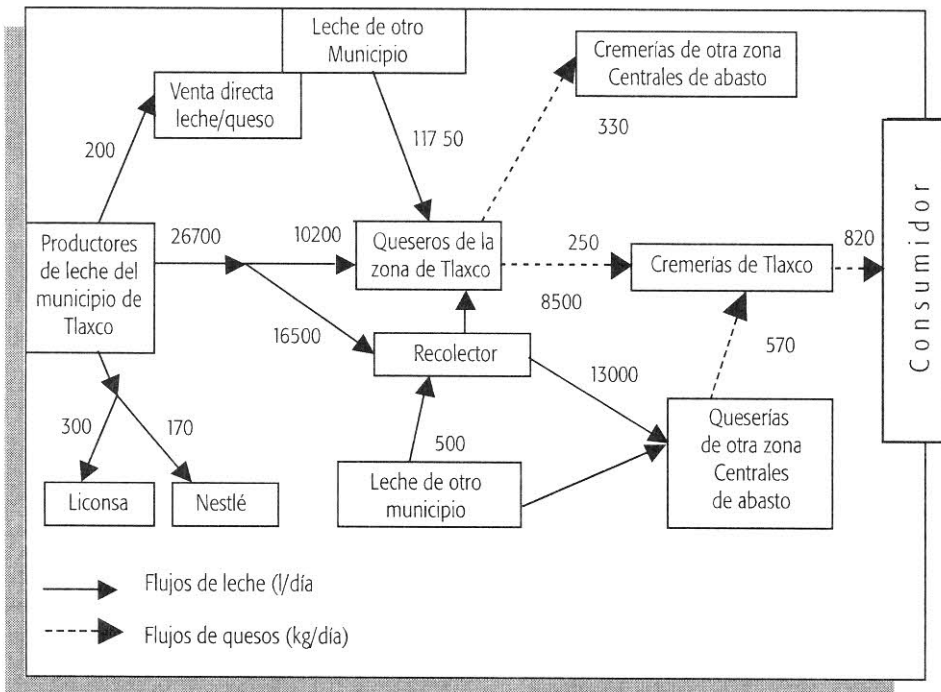 Leche de otro
Municipio
Cremerías de otra zona
Centrales de abasto
Venta directa
leche/queso
200
117 50
330
Productores
de leche del
municipio de
Tlaxco
26700
10200
Queseros de la
zona de Tlaxco
250
Cremerías de Tlaxco
820
Consumidor
16500
8500
Recolector
13000
570
300
170
500
Queserías
de otra zona
Centrales
de abasto
Liconsa
Nestlé
Leche de otro
municipio
Flujos de leche (l/día
Flujos de quesos (kg/día)